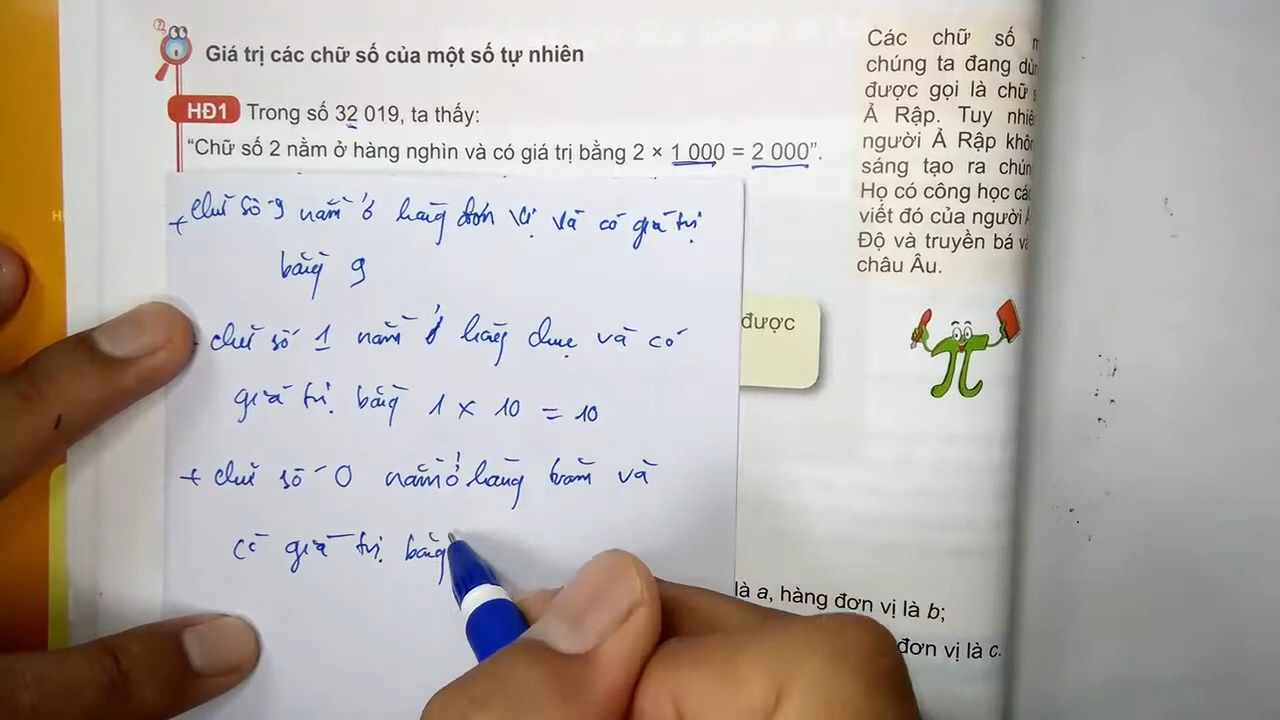 Giá trị các chữ số của một số tự nhiên
HĐ1 Trong số 32 019, ta thấy:
“Chữ số 2 nằm ở hàng nghìn và có giá trị bằng 2 × 1 000 = 2 000”.
+ chữ số 9 nằm ở hàng đơn vị và có giá trị
bằng 9
chữ số 1 nằm ở hàng chục và có
giá trị bằng 1 × 10 = 10
+ chữ số 0 nằm ở hàng trăm và
có giá trị bằng
Các chữ số m
chúng ta đang dùn
được gọi là chữ s
Ả Rập. Tuy nhiê
người Ả Rập khôn
sáng tạo ra chún
Họ có công học các
viết đó của người
Độ và truyền bá và
châu Âu.
được
là a, hàng đơn vị là b;
đơn vị là c.